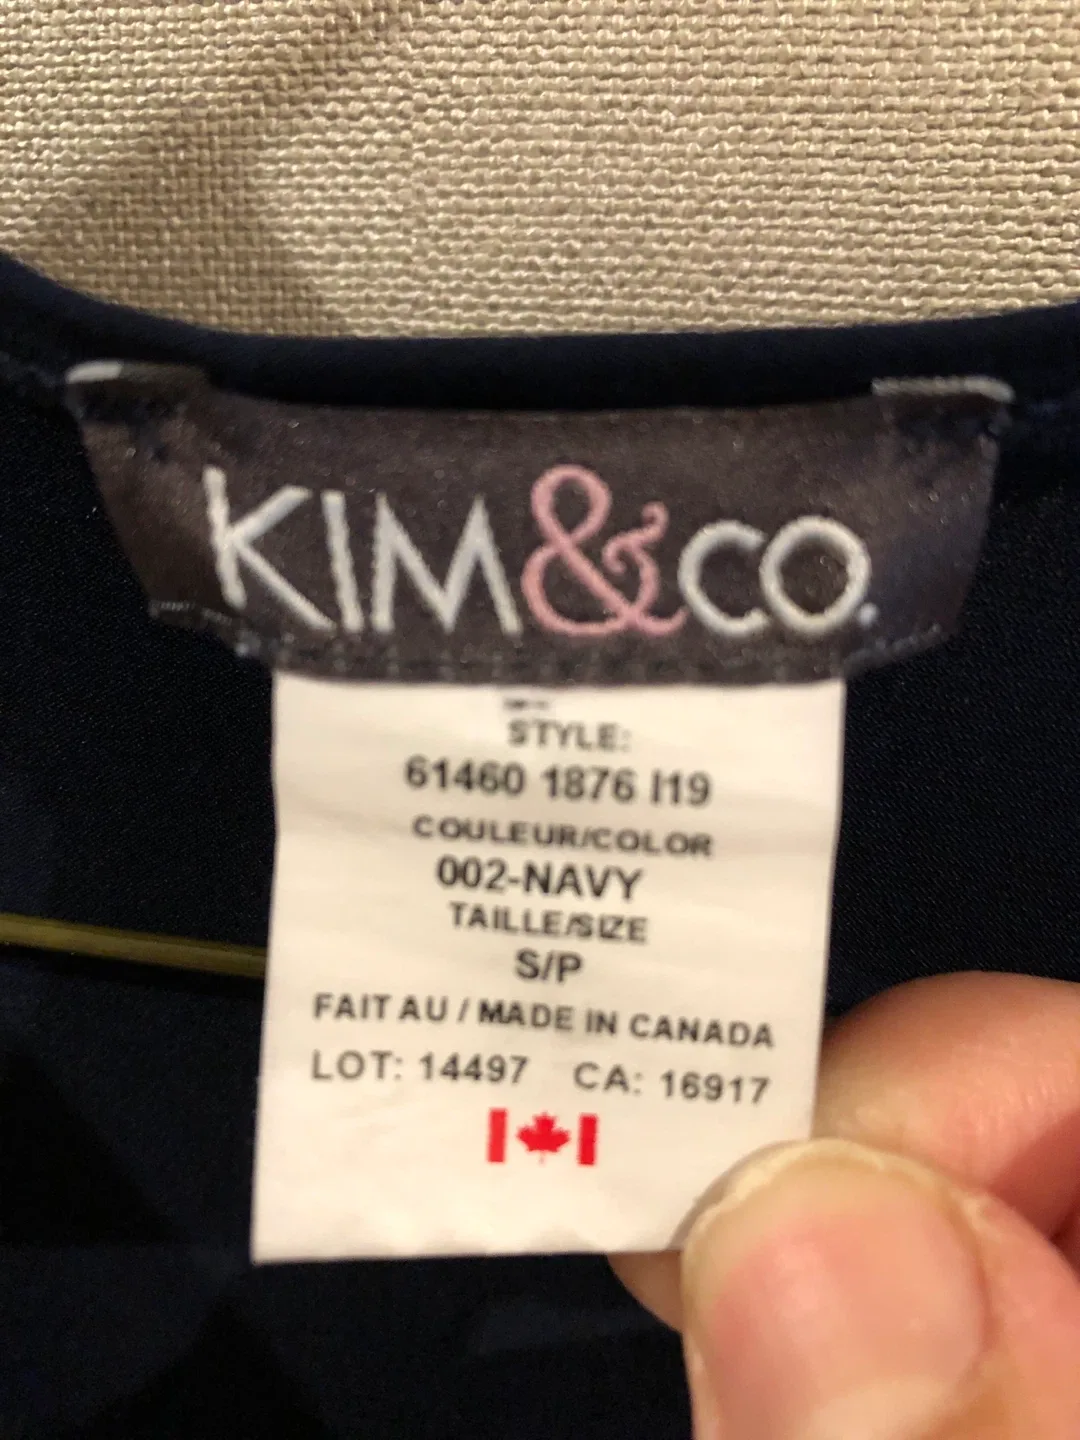 KIM&CO.
STYLE:
61460 1876 I19
COULEUR/COLOR
002-NAVY
TAILLE/SIZE
S/P
FAIT AU / MADE IN CANADA
LOT: 14497 CA: 16917